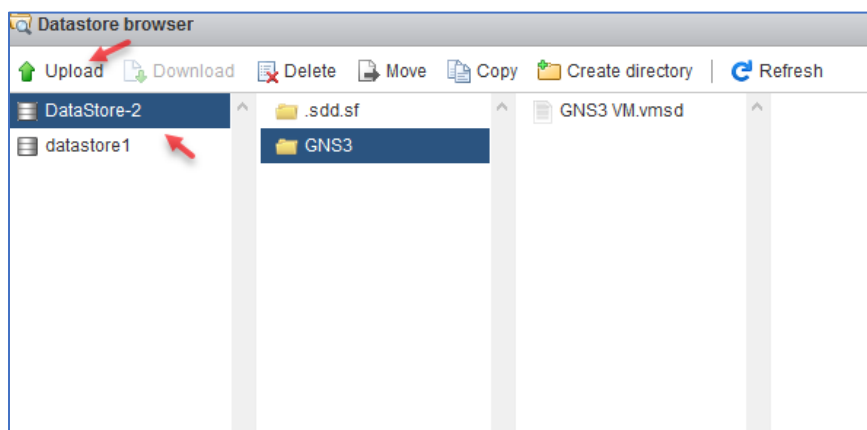 Datastore browser
Upload Download Delete Move Copy Create directory Refresh
DataStore-2 .sdd.sf GNS3 VM.vmsd
datastore1 GNS3